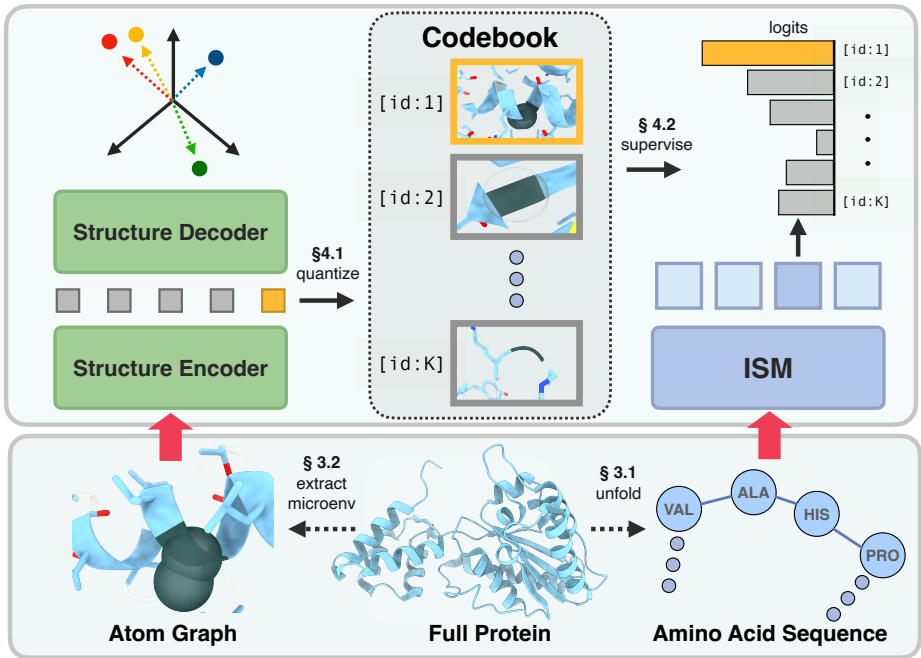 Codebook
logits
[id:1]
[id:1]
[id:2]
§ 4.2
supervise
[id:2]
Structure Decoder
§4.1
quantize
[id:K]
Structure Encoder
[id:K]
ISM
§ 3.2
extract
microenv
§ 3.1
unfold
VAL
ALA
HIS
PRO
Atom Graph
Full Protein
Amino Acid Sequence